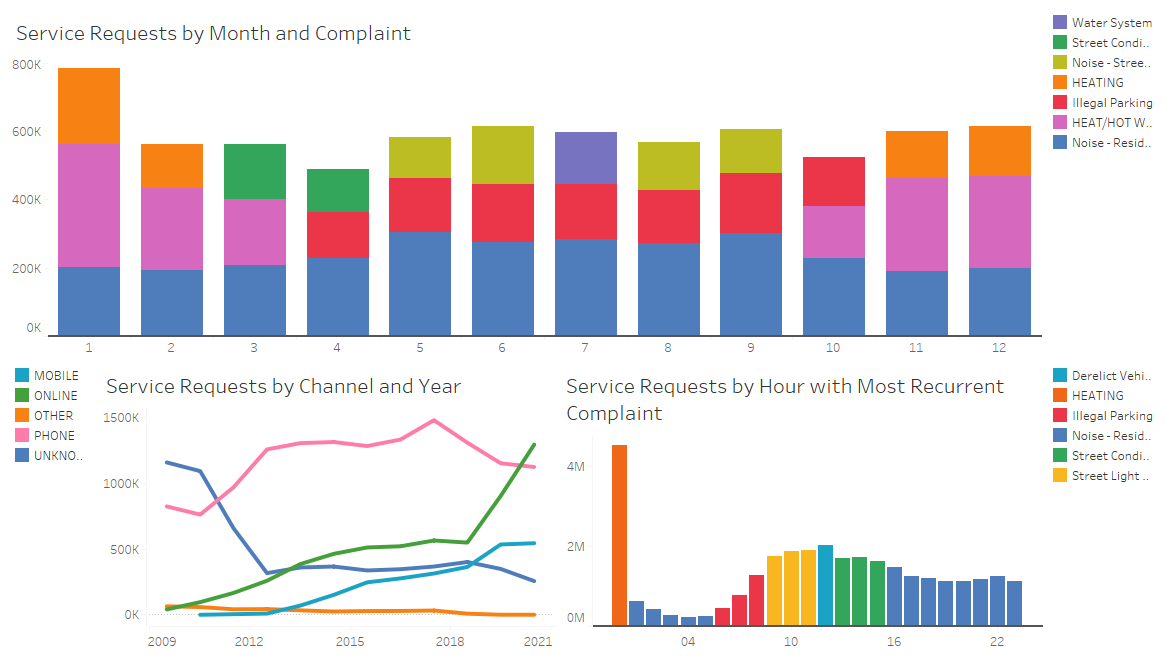 Service Requests by Month and Complaint
800K
600K
400K
200K
0K
1 2 3 4 5 6 7 8 9 10 11 12
Water System
Street Condi..
Noise - Stree..
HEATING
Illegal Parking
HEAT/HOT W..
Noise - Resid..
MOBILE
ONLINE
OTHER
PHONE
UNKNO..
Service Requests by Channel and Year
1500K
1000K
500K
0K
2009 2012 2015 2018 2021
Service Requests by Hour with Most Recurrent
Complaint
4M
2M
0M
04 10 16 22
Derelict Vehi..
HEATING
Illegal Parking
Noise - Resid..
Street Condi..
Street Light ..